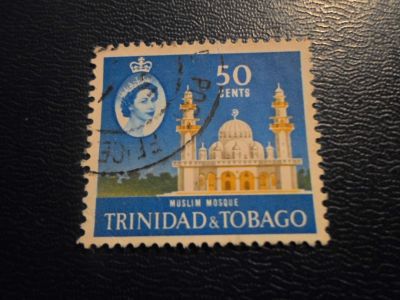 50
CENTS
MUSLIM MOSQUE
TRINIDAD & TOBAGO